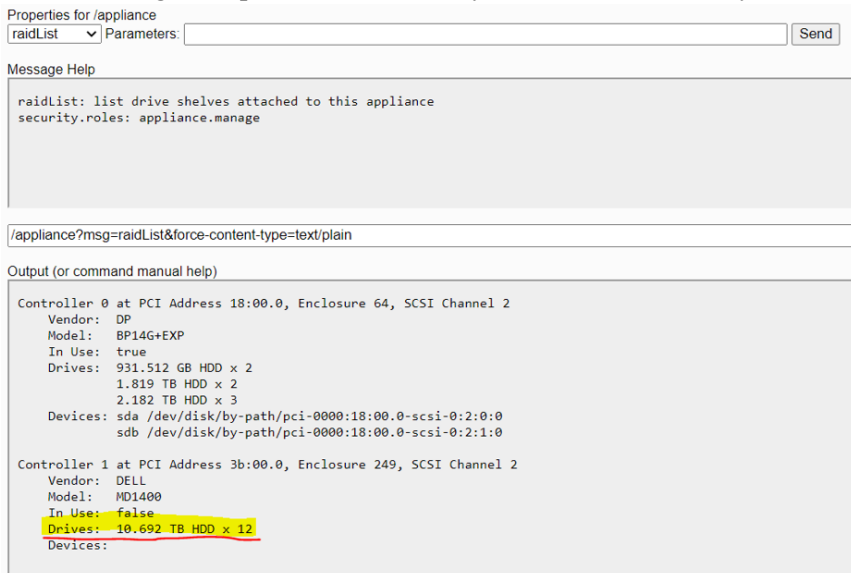 Properties for /appliance
raidList Parameters: Send
Message Help
raidList: list drive shelves attached to this appliance
security.roles: appliance.manage
/appliance?msg=raidList&force-content-type=text/plain
Output (or command manual help)
Controller 0 at PCI Address 18:00.0, Enclosure 64, SCSI Channel 2
Vendor: DP
Model: BP14G+EXP
In Use: true
Drives: 931.512 GB HDD x 2
1.819 TB HDD x 2
2.182 TB HDD x 3
Devices: sda /dev/disk/by-path/pci-0000:18:00.0-scsi-0:2:0:0
sdb /dev/disk/by-path/pci-0000:18:00.0-scsi-0:2:1:0
Controller 1 at PCI Address 3b:00.0, Enclosure 249, SCSI Channel 2
Vendor: DELL
Model: MD1400
In Use: false
Drives: 10.692 TB HDD x 12
Devices: